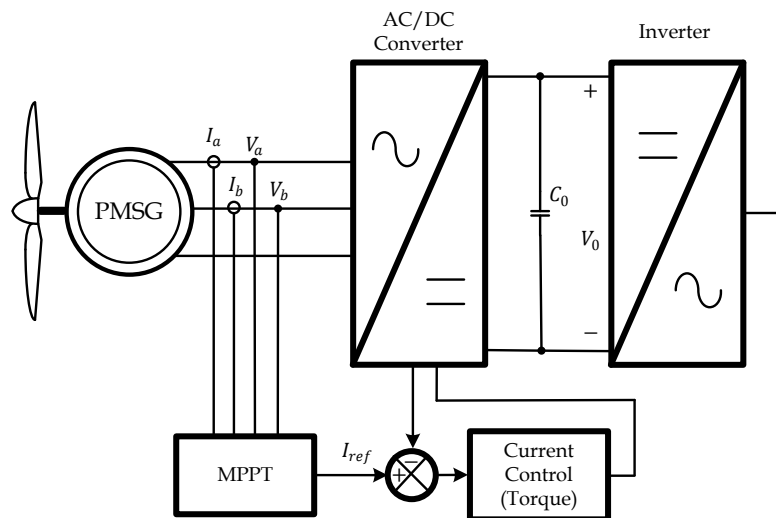 AC/DC
Converter
Inverter
I_a
V_a
I_b
V_b
PMSG
+
C_0
V_0
−
MPPT
I_ref
−
+
Current
Control
(Torque)